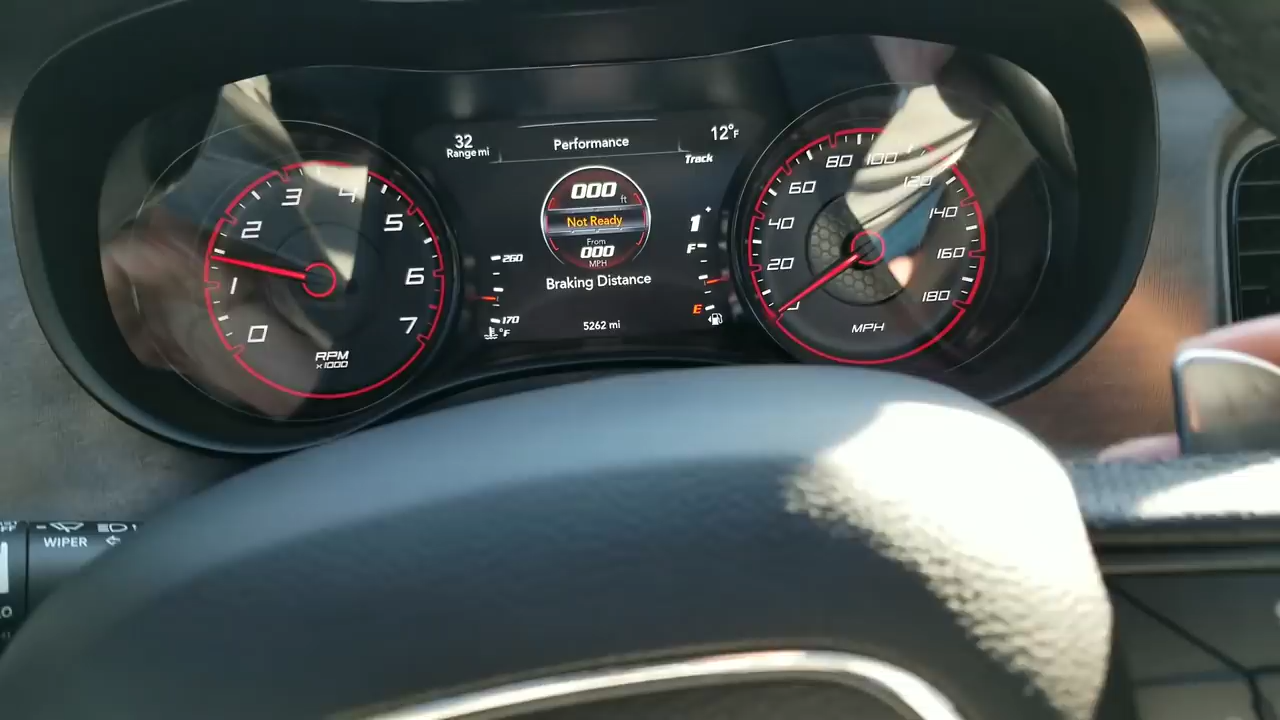 32
Range mi
Performance
12°F
Track
000
ft
Not Ready
From
000
MPH
Braking Distance
5262 mi
1
+
F
E
260
170
°F
0
1
2
3
4
5
6
7
RPM
x1000
20
40
60
80
100
120
140
160
180
MPH
WIPER